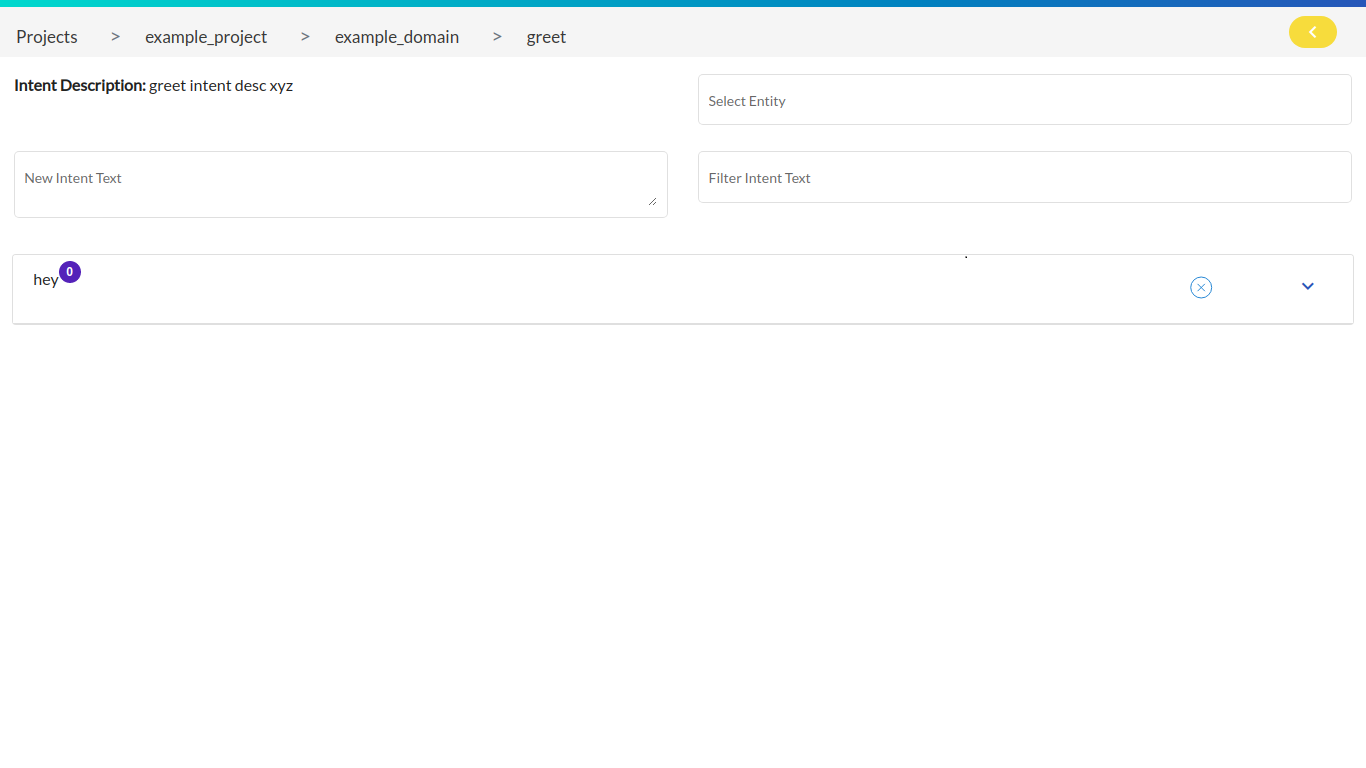 Projects > example_project > example_domain > greet
Intent Description: greet intent desc xyz
Select Entity
New Intent Text
Filter Intent Text
hey 0